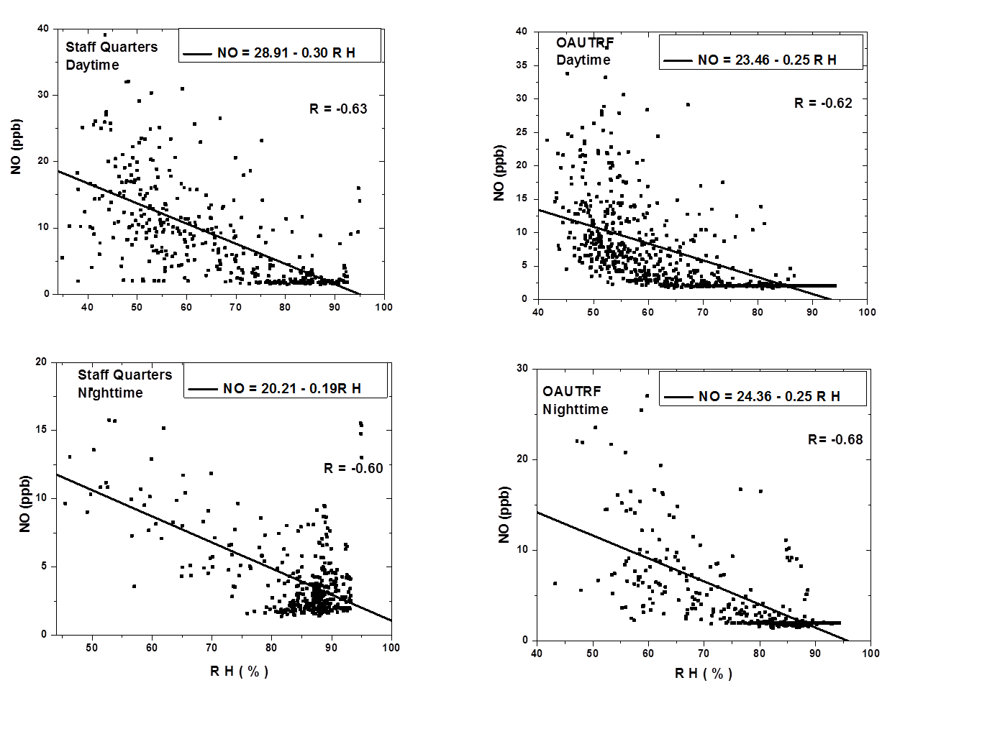 Staff Quarters
Daytime
NO = 28.91 - 0.30 R H
R = -0.63
NO (ppb)
40
30
20
10
0
40 50 60 70 80 90 100
OAUTRF
Daytime
NO = 23.46 - 0.25 R H
R = -0.62
NO (ppb)
40
35
30
25
20
15
10
5
0
40 50 60 70 80 90 100
Staff Quarters
Nighttime
NO = 20.21 - 0.19R H
R = -0.60
NO (ppb)
20
15
10
5
0
50 60 70 80 90 100
R H ( % )
OAUTRF
Nighttime
NO = 24.36 - 0.25 R H
R= -0.68
NO (ppb)
30
20
10
0
40 50 60 70 80 90 100
R H ( % )